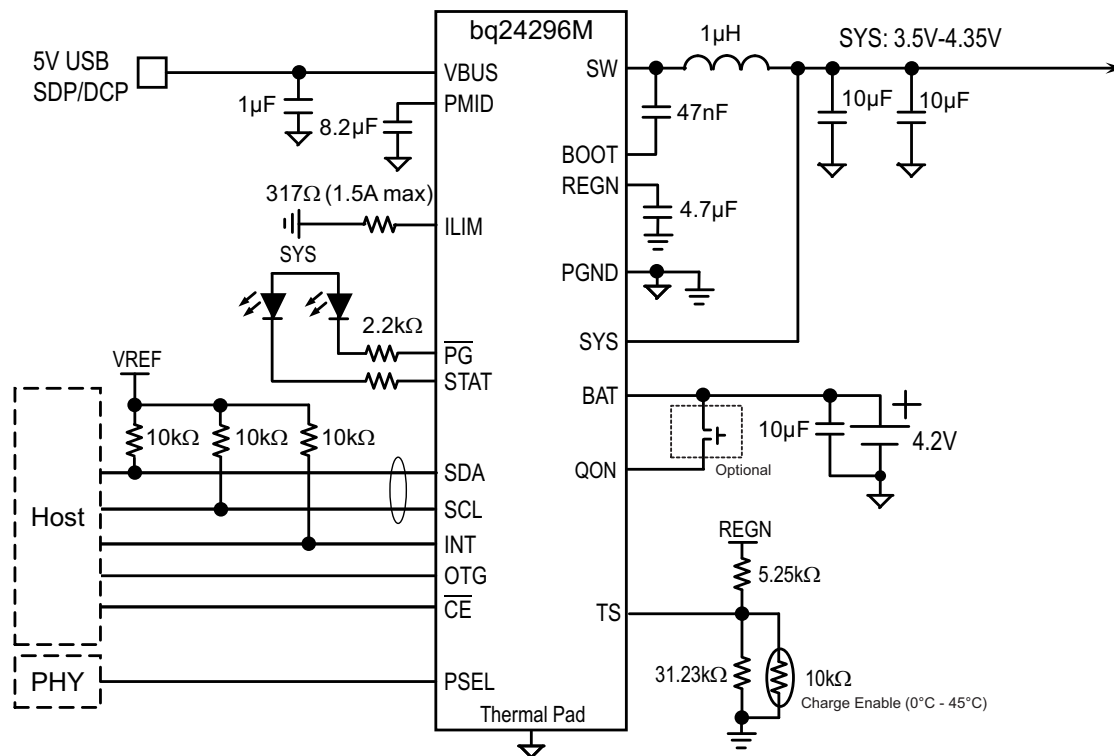 bq24296M
5V USB
SDP/DCP
1µF
VBUS
PMID
8.2µF
317Ω (1.5A max)
ILIM
SYS
2.2kΩ
PG
STAT
VREF
10kΩ
10kΩ
10kΩ
SDA
SCL
INT
OTG
CE
Host
PHY
PSEL
Thermal Pad
SW
1µH
SYS: 3.5V-4.35V
47nF
10µF
10µF
BOOT
REGN
4.7µF
PGND
SYS
BAT
Optional
10µF
+
4.2V
QON
REGN
5.25kΩ
TS
31.23kΩ
10kΩ
Charge Enable (0°C - 45°C)